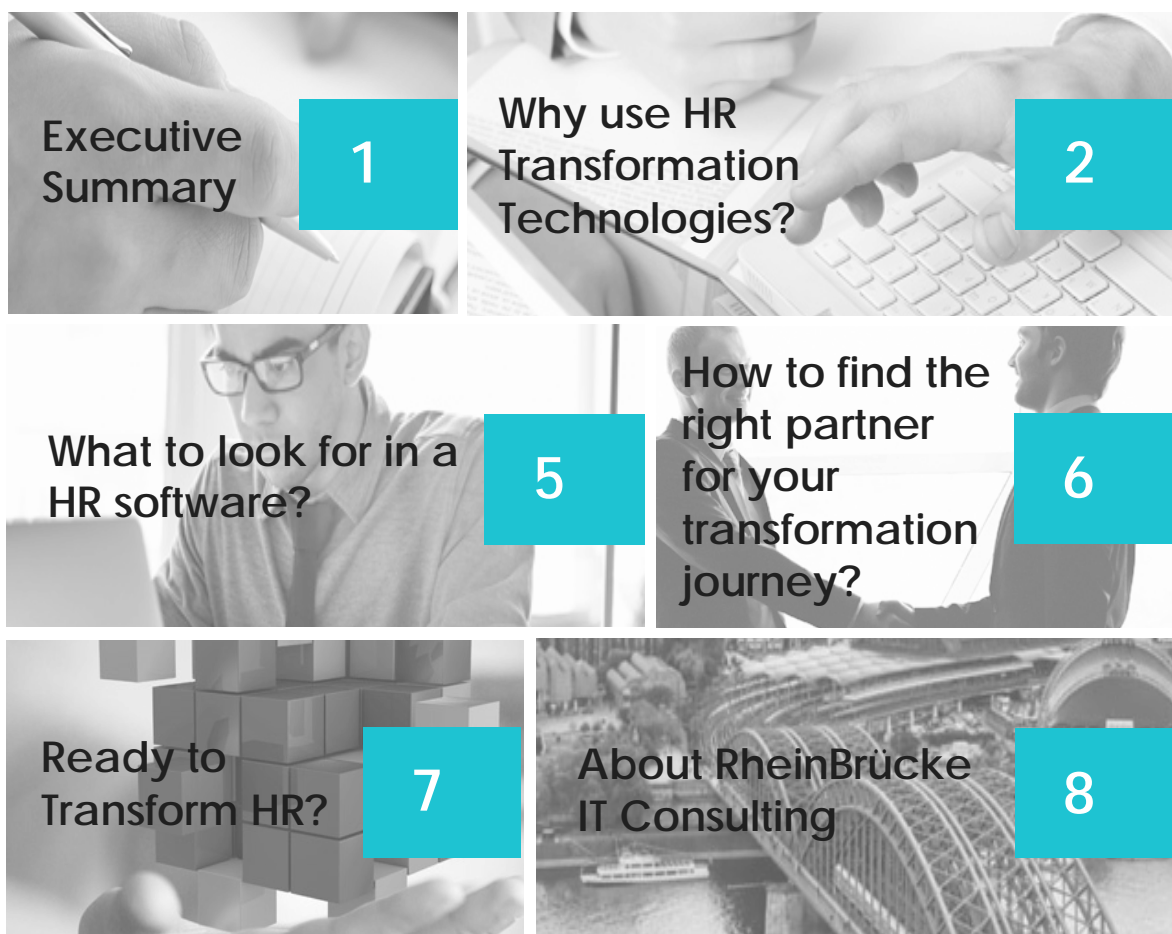 Executive
Summary
1
Why use HR
Transformation
Technologies?
2
What to look for in a
HR software?
5
How to find the
right partner
for your
transformation
journey?
6
Ready to
Transform HR?
7
About RheinBrücke
IT Consulting
8